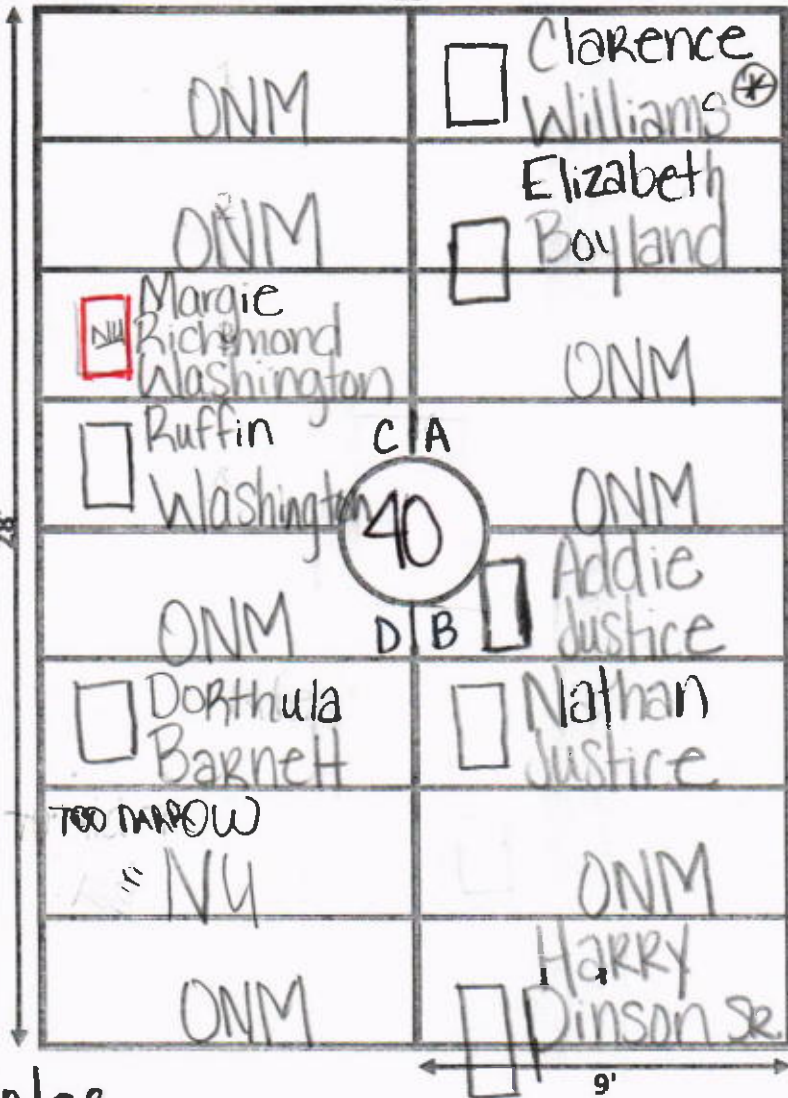 ONM
Clarence
Williams *
ONM
Elizabeth
Boyland
NU
Margie
Richmond
Washington
ONM
Ruffin
Washington
C A
ONM
28'
40
ONM
D B
Addie
Justice
Dorthula
Barnett
Nathan
Justice
TOO NARROW
NU
ONM
ONM
Harry
Pinson SR
9'